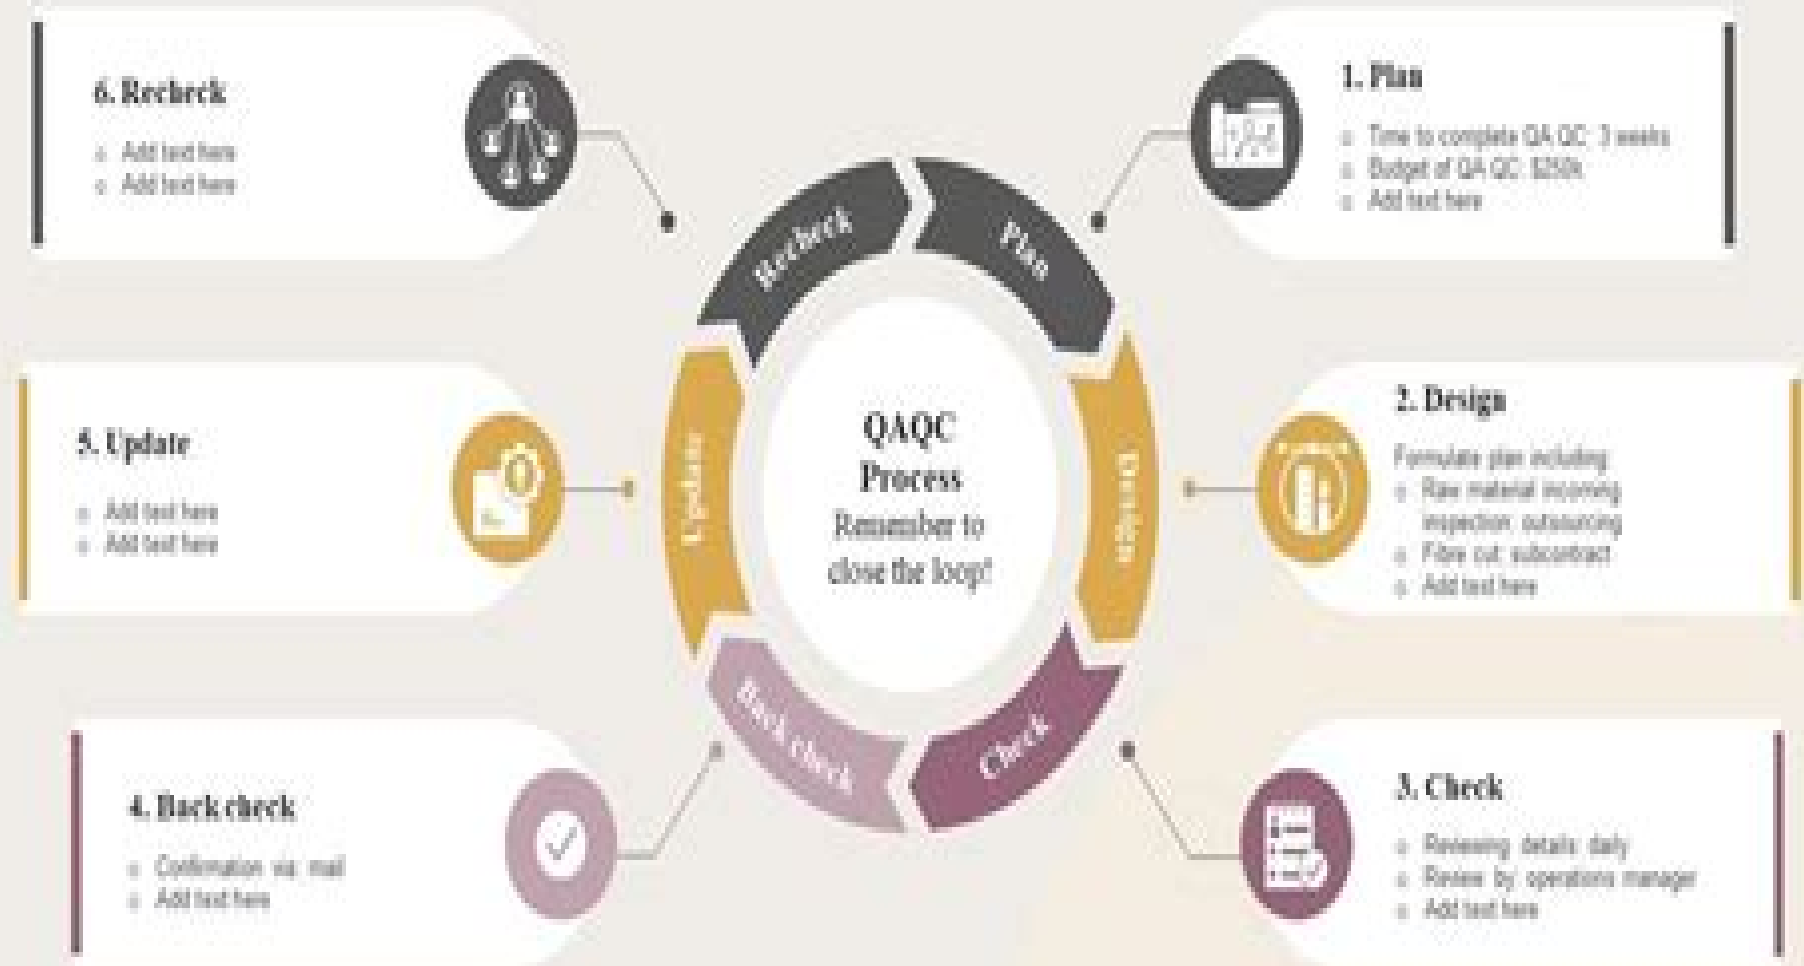 6. Recheck
Add text here
Add text here
5. Update
Add text here
Add text here
4. Back check
Confirmation via mail
Add text here
Recheck
Plan
Update
Design
Back check
Check
QAQC
Process
Remember to
close the loop!
1. Plan
Time to complete QA QC: 3 weeks
Budget of QA QC: $250k
Add text here
2. Design
Formulate plan including:
Raw material incoming
inspection: outsourcing
Fibre cut: subcontract
Add text here
3. Check
Reviewing details daily
Review by operations manager
Add text here